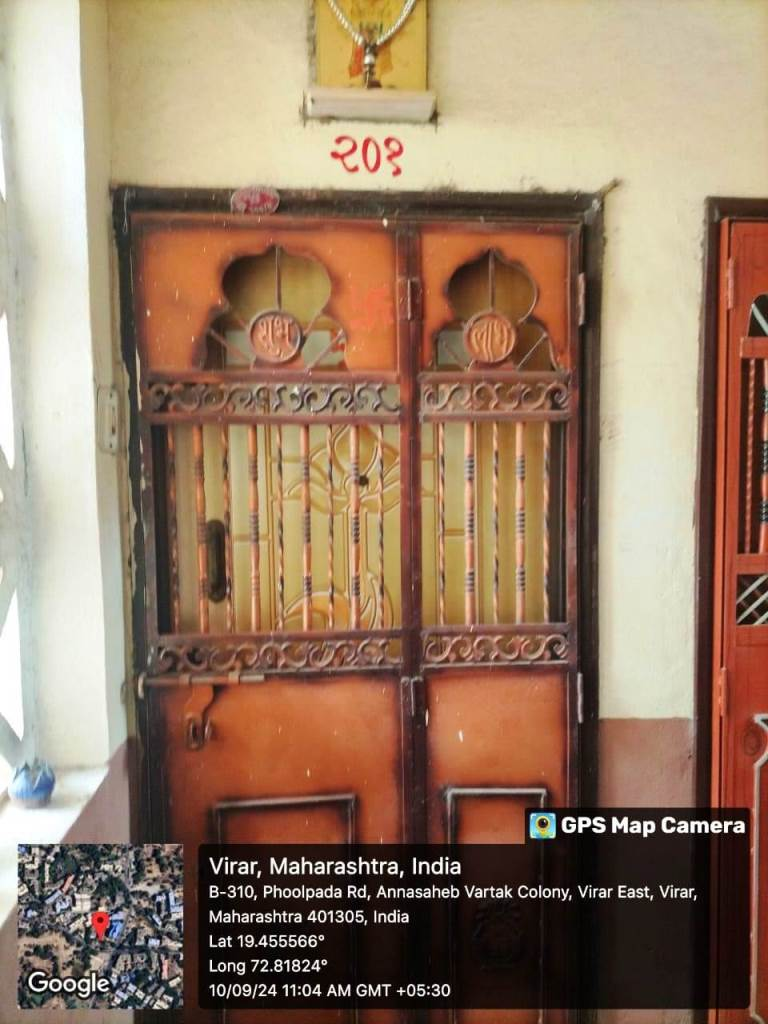 २०१
शुभ
लाभ
GPS Map Camera
Virar, Maharashtra, India
B-310, Phoolpada Rd, Annasaheb Vartak Colony, Virar East, Virar,
Maharashtra 401305, India
Lat 19.455566°
Long 72.81824°
10/09/24 11:04 AM GMT +05:30
Google